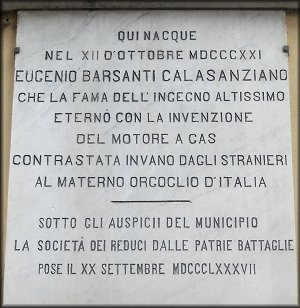 QUI NACQUE
NEL XII D'OTTOBRE MDCCCXXI
EUGENIO BARSANTI CALASANZIANO
CHE LA FAMA DELL'INGEGNO ALTISSIMO
ETERNÒ CON LA INVENZIONE
DEL MOTORE A GAS
CONTRASTATA INVANO DAGLI STRANIERI
AL MATERNO ORGOGLIO D'ITALIA
SOTTO GLI AUSPICII DEL MUNICIPIO
LA SOCIETÀ DEI REDUCI DALLE PATRIE BATTAGLIE
POSE IL XX SETTEMBRE MDCCCLXXXVII